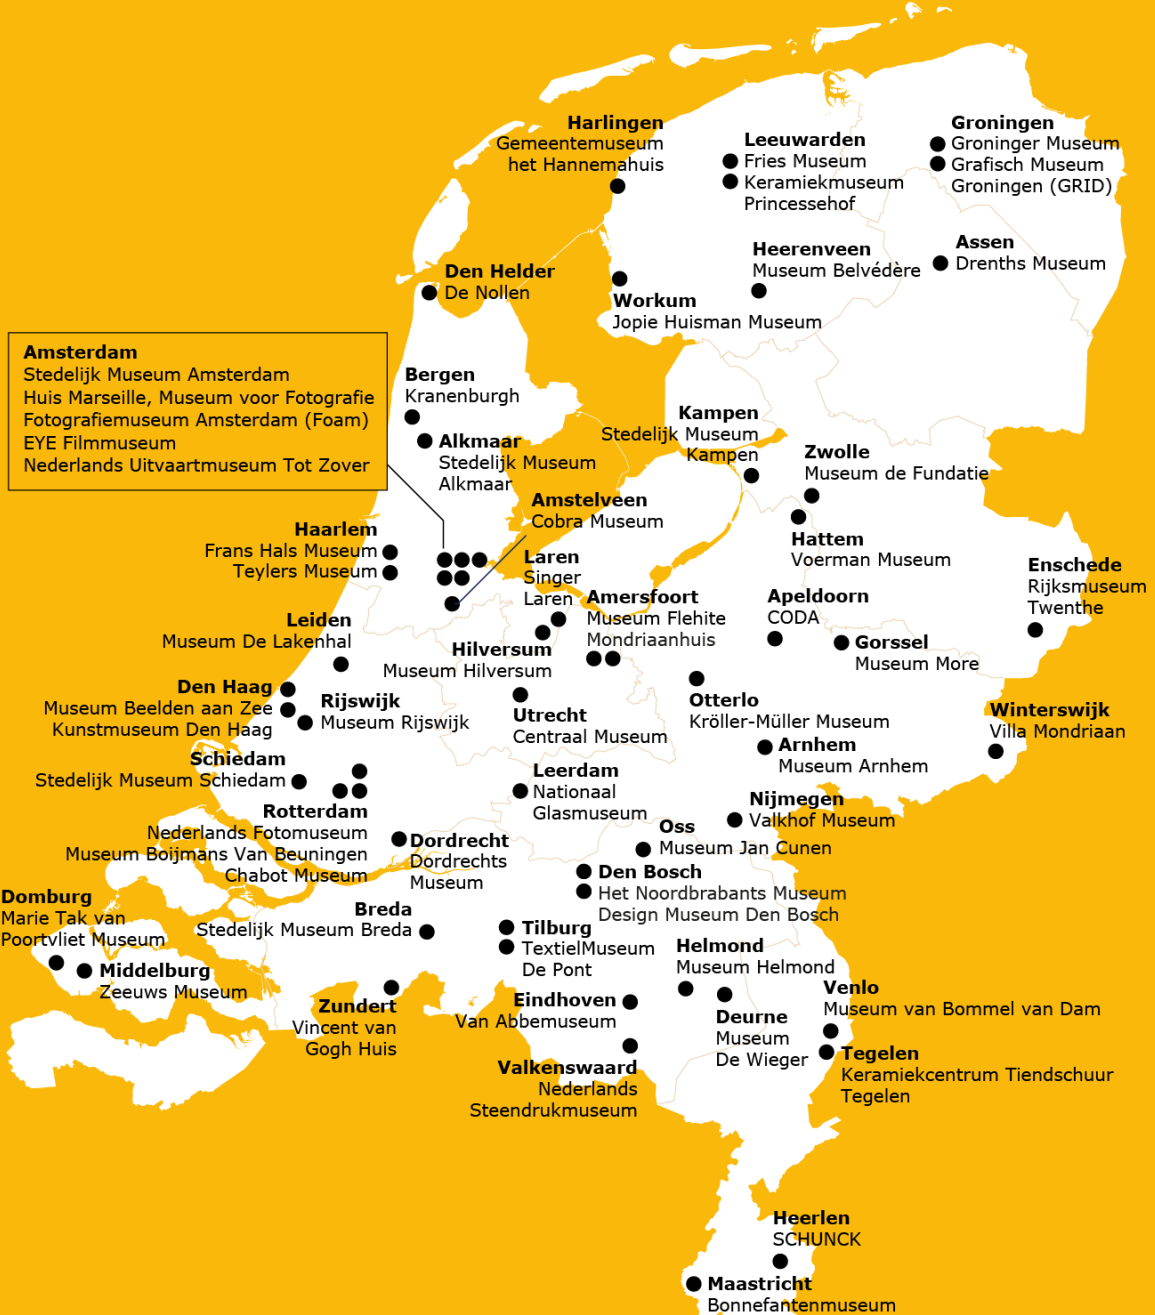 Harlingen
Gemeentemuseum
het Hannemahuis
Leeuwarden
Fries Museum
Keramiekmuseum
Princessehof
Groningen
Groninger Museum
Grafisch Museum
Groningen (GRID)
Assen
Drenths Museum
Heerenveen
Museum Belvédère
Workum
Jopie Huisman Museum
Den Helder
De Nollen
Amsterdam
Stedelijk Museum Amsterdam
Huis Marseille, Museum voor Fotografie
Fotografiemuseum Amsterdam (Foam)
EYE Filmmuseum
Nederlands Uitvaartmuseum Tot Zover
Bergen
Kranenburgh
Alkmaar
Stedelijk Museum
Alkmaar
Kampen
Stedelijk Museum
Kampen
Zwolle
Museum de Fundatie
Amstelveen
Cobra Museum
Haarlem
Frans Hals Museum
Teylers Museum
Hattem
Voerman Museum
Laren
Singer
Laren
Enschede
Rijksmuseum
Twenthe
Amersfoort
Museum Flehite
Mondriaanhuis
Apeldoorn
CODA
Leiden
Museum De Lakenhal
Hilversum
Museum Hilversum
Gorssel
Museum More
Den Haag
Museum Beelden aan Zee
Kunstmuseum Den Haag
Rijswijk
Museum Rijswijk
Utrecht
Centraal Museum
Otterlo
Kröller-Müller Museum
Winterswijk
Villa Mondriaan
Arnhem
Museum Arnhem
Schiedam
Stedelijk Museum Schiedam
Leerdam
Nationaal
Glasmuseum
Nijmegen
Valkhof Museum
Rotterdam
Nederlands Fotomuseum
Museum Boijmans Van Beuningen
Chabot Museum
Dordrecht
Dordrechts
Museum
Oss
Museum Jan Cunen
Den Bosch
Het Noordbrabants Museum
Design Museum Den Bosch
Domburg
Marie Tak van
Poortvliet Museum
Breda
Stedelijk Museum Breda
Tilburg
TextielMuseum
De Pont
Helmond
Museum Helmond
Middelburg
Zeeuws Museum
Zundert
Vincent van
Gogh Huis
Eindhoven
Van Abbemuseum
Deurne
Museum
De Wieger
Venlo
Museum van Bommel van Dam
Tegelen
Keramiekcentrum Tiendschuur
Tegelen
Valkenswaard
Nederlands
Steendrukmuseum
Heerlen
SCHUNCK
Maastricht
Bonnefantenmuseum